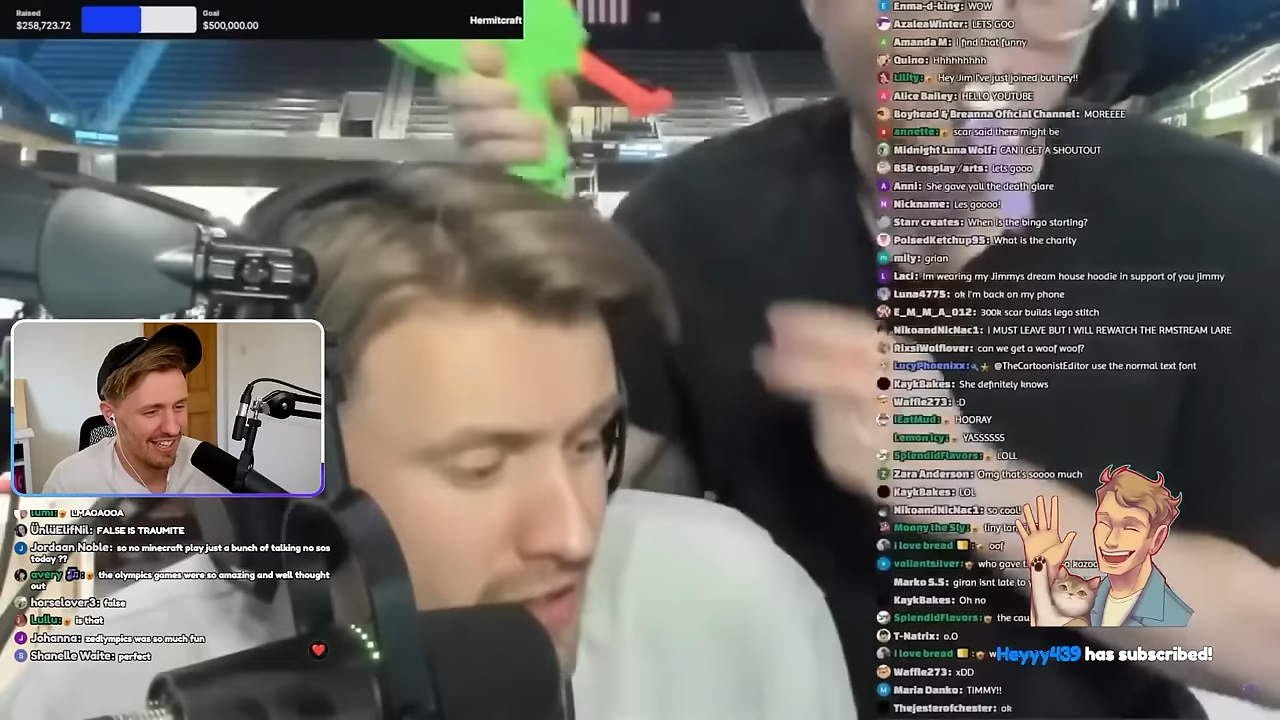 Raised
Goal
$258,723.72
$500,000.00
Hermitcraft
Enma-d-king: WOW
AzaleaWinter: LETS GOO
Amanda M: I find that funny
Quino: Hhhhhhhhh
Lility: Hey Jim I've just joined but hey!!
Alice Bailey: HELLO YOUTUBE
Boyhead & Breanna Official Channel: MOREEEE
annette: scar said there might be
Midnight Luna Wolf: CAN I GET A SHOUTOUT
BSB cosplay/arts: lets gooo
Anni: She gave yall the death glare
Nickname: Les goooo!
Starr creates: When is the bingo starting?
PoisedKetchup95: What is the charity
mily: grian
Laci: Im wearing my Jimmys dream house hoodie in support of you jimmy
Luna4775: ok I'm back on my phone
E_M_M_A_012: 300k scar builds lego stitch
NikoandNicNac1: I MUST LEAVE BUT I WILL REWATCH THE RMSTREAM LARE
RixsiWolflover: can we get a woof woof?
LucyPhoenixx: @TheCartoonistEditor use the normal text font
KaykBakes: She definitely knows
Waffle273: :D
IEatMud: HOORAY
Lemon Icy: YASSSSSS
SplendidFlavors: LOLL
Zara Anderson: Omg that's soooo much
KaykBakes: LOL
NikoandNicNac1: so cool!
Moony the Sly: tiny
i love bread: oof
valiantsilver: who gave
Marko S.S: giran isnt late to
KaykBakes: Oh no
SplendidFlavors: the
T-Natrix: o.O
i love bread
Hayyy439 has subscribed!
Waffle273: xDD
Maria Danko: TIMMY!!
Thejesterofchester: ok
lumi: LMAOAOOA
ÜnlüElifNil: FALSE IS TRAUMITE
Jordaan Noble: so no minecraft play just a bunch of talking no sos
today ??
avery: the olympics games were so amazing and well thought
out
horselover3: false
Lullu: is that
Johanna: zedlympics was so much fun
Shanelle Waite: perfect